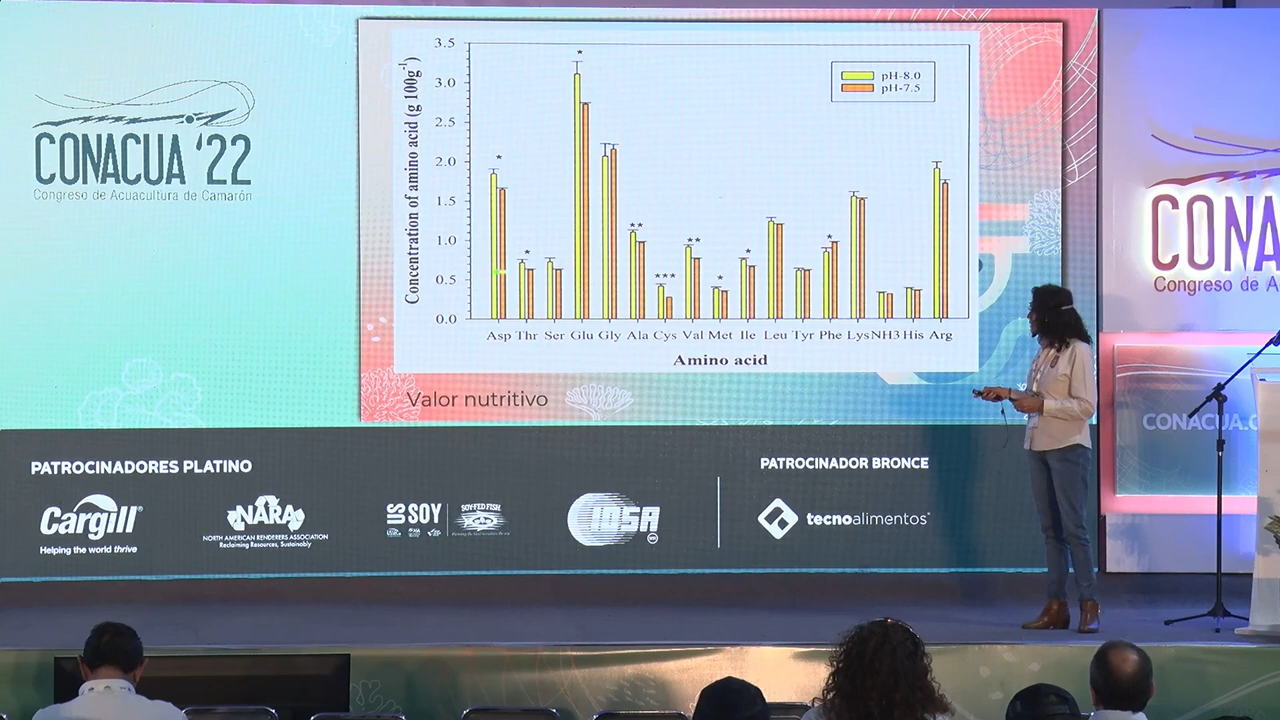 CONACUA '22
Congreso de Acuacultura de Camarón
Concentration of amino acid (g 100g⁻¹)
3.5
3.0
2.5
2.0
1.5
1.0
0.5
0.0
pH-8.0
pH-7.5
* * * ** *** ** * * *
Asp Thr Ser Glu Gly Ala Cys Val Met Ile Leu Tyr Phe Lys NH3 His Arg
Amino acid
Valor nutritivo
CONA
Congreso de A
CONACUA.C
PATROCINADORES PLATINO
PATROCINADOR BRONCE
Cargill®
Helping the world thrive
NARA
NORTH AMERICAN RENDERERS ASSOCIATION
Reclaiming Resources, Sustainably
US SOY
SOY-FED FISH
IOSA
tecnoalimentos